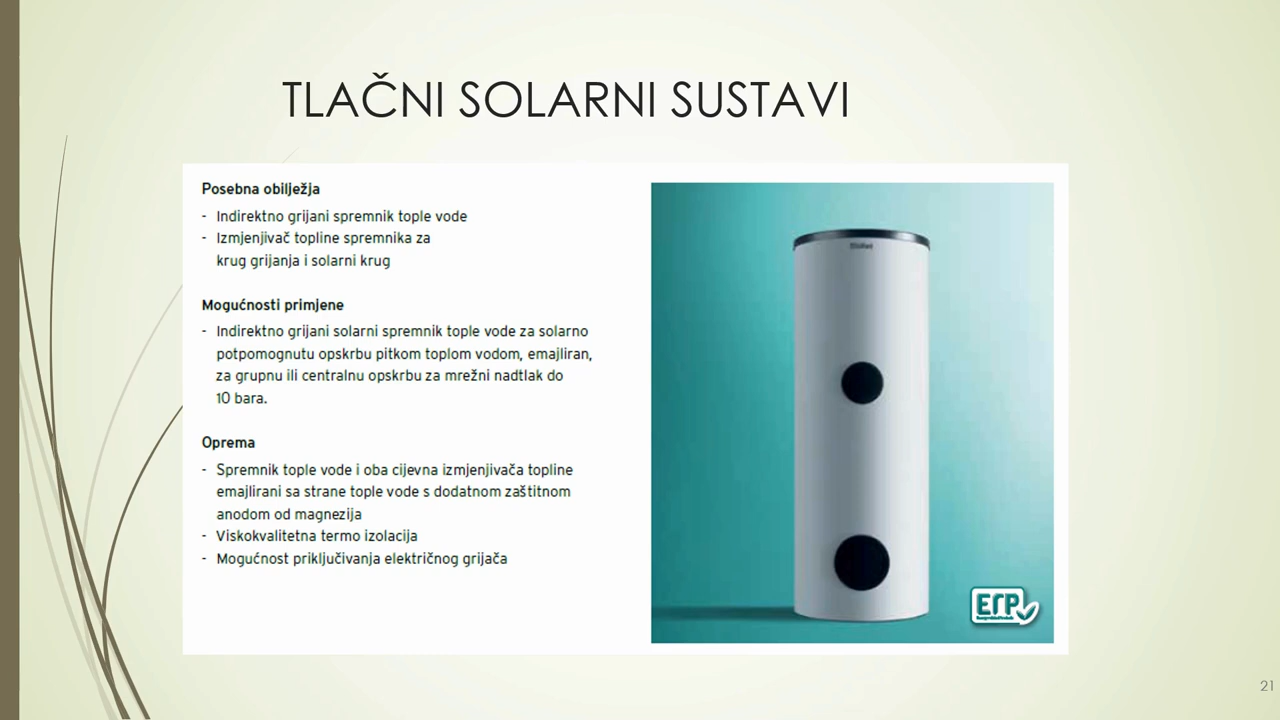 TLAČNI SOLARNI SUSTAVI
Posebna obilježja
- Indirektno grijani spremnik tople vode
- Izmjenjivač topline spremnika za
krug grijanja i solarni krug
Mogućnosti primjene
- Indirektno grijani solarni spremnik tople vode za solarno
potpomognutu opskrbu pitkom toplom vodom, emajliran,
za grupnu ili centralnu opskrbu za mrežni nadtlak do
10 bara.
Oprema
- Spremnik tople vode i oba cijevna izmjenjivača topline
emajlirani sa strane tople vode s dodatnom zaštitnom
anodom od magnezija
- Viskokvalitetna termo izolacija
- Mogućnost priključivanja električnog grijača
ErP
21